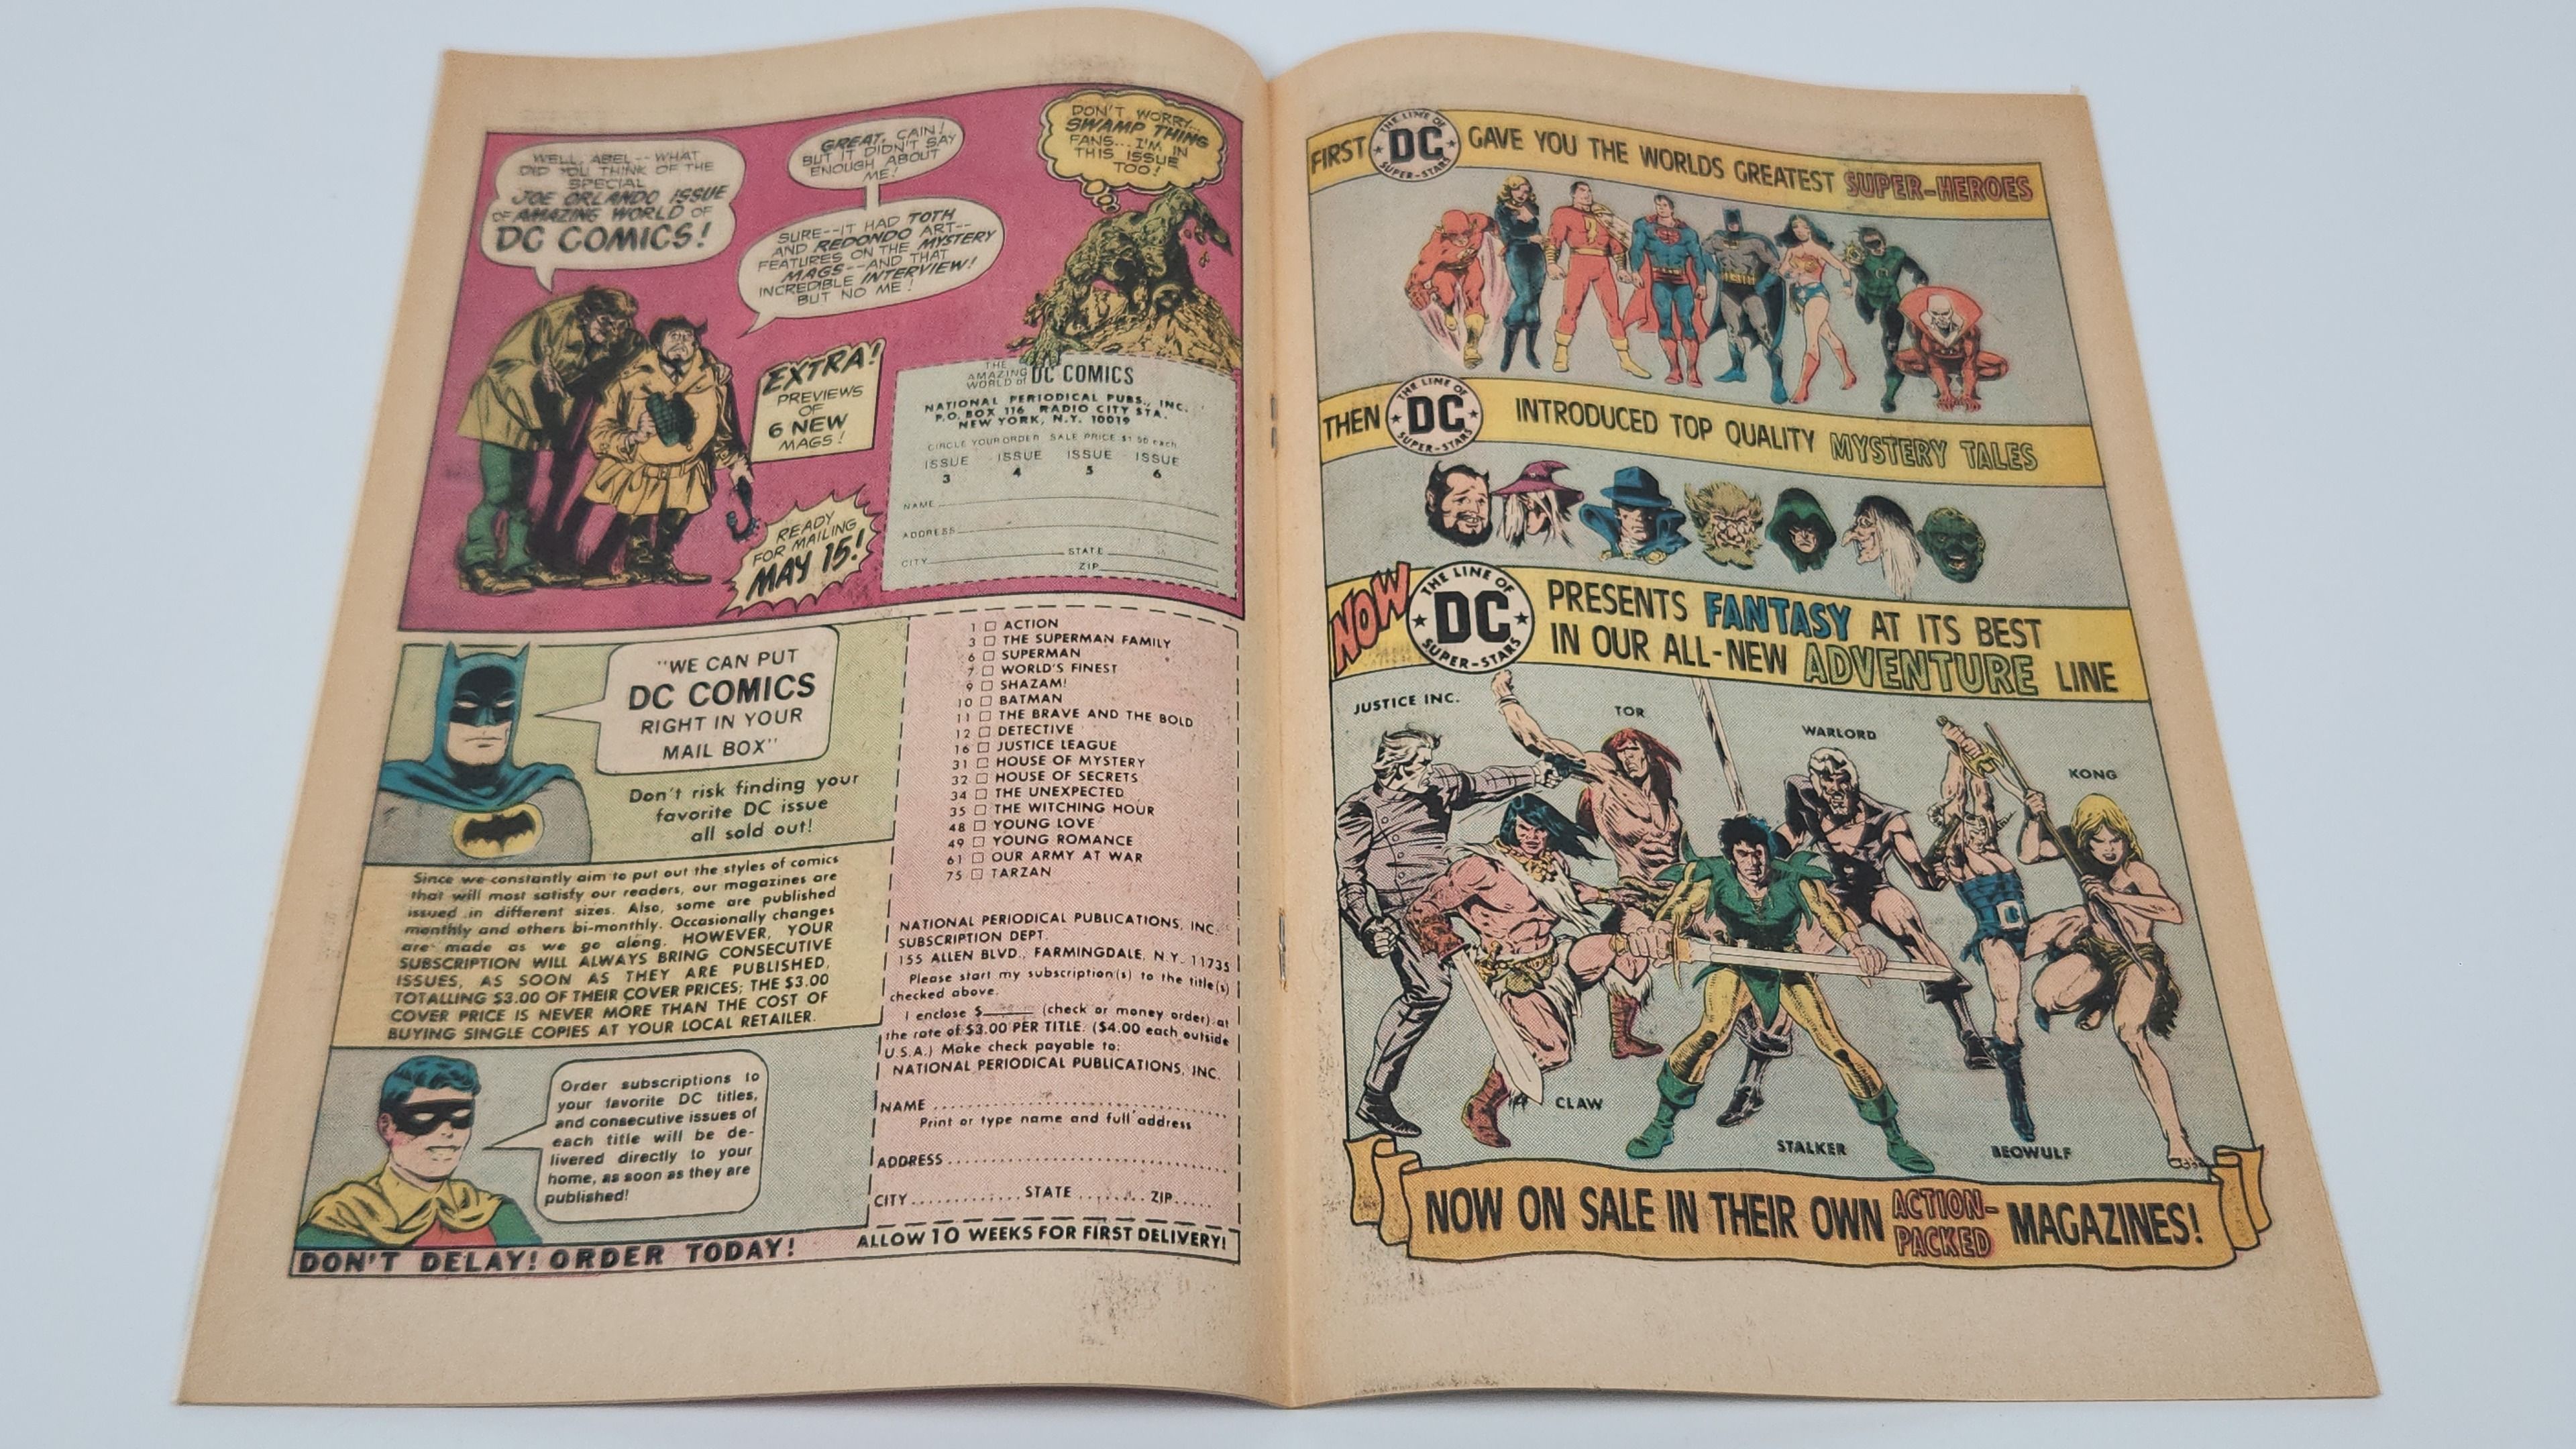 WELL, ABEL--WHAT
DID YOU THINK OF THE
SPECIAL
JOE ORLANDO ISSUE
OF AMAZING WORLD OF
DC COMICS!
GREAT, CAIN!
BUT IT DIDN'T SAY
ENOUGH ABOUT
ME!
SURE--IT HAD TOTH
AND REDONDO ART--
FEATURES ON THE MYSTERY
MAGS--AND THAT
INCREDIBLE INTERVIEW!
BUT NO ME!
DON'T WORRY...
SWAMP THING
FANS... I'M IN
THIS ISSUE
TOO!
EXTRA!
PREVIEWS
OF
6 NEW
MAGS!
READY
FOR MAILING
MAY 15!
THE
AMAZING
WORLD of DC COMICS
NATIONAL PERIODICAL PUBS., INC.
P.O. BOX 116 RADIO CITY STA.
NEW YORK, N.Y. 10019
CIRCLE YOUR ORDER SALE PRICE $1.50 each
ISSUE ISSUE ISSUE ISSUE
3 4 5 6
NAME
ADDRESS
CITY STATE
ZIP
"WE CAN PUT
DC COMICS
RIGHT IN YOUR
MAIL BOX"
Don't risk finding your
favorite DC issue
all sold out!
Since we constantly aim to put out the styles of comics
that will most satisfy our readers, our magazines are
issued in different sizes. Also, some are published
monthly and others bi-monthly. Occasionally changes
are made as we go along. HOWEVER, YOUR
SUBSCRIPTION WILL ALWAYS BRING CONSECUTIVE
ISSUES, AS SOON AS THEY ARE PUBLISHED,
TOTALLING $3.00 OF THEIR COVER PRICES; THE $3.00
COVER PRICE IS NEVER MORE THAN THE COST OF
BUYING SINGLE COPIES AT YOUR LOCAL RETAILER.
Order subscriptions to
your favorite DC titles,
and consecutive issues of
each title will be de-
livered directly to your
home, as soon as they are
published!
DON'T DELAY! ORDER TODAY!
1 ☐ ACTION
3 ☐ THE SUPERMAN FAMILY
6 ☐ SUPERMAN
7 ☐ WORLD'S FINEST
9 ☐ SHAZAM!
10 ☐ BATMAN
11 ☐ THE BRAVE AND THE BOLD
12 ☐ DETECTIVE
16 ☐ JUSTICE LEAGUE
31 ☐ HOUSE OF MYSTERY
32 ☐ HOUSE OF SECRETS
34 ☐ THE UNEXPECTED
35 ☐ THE WITCHING HOUR
48 ☐ YOUNG LOVE
49 ☐ YOUNG ROMANCE
61 ☐ OUR ARMY AT WAR
75 ☐ TARZAN
NATIONAL PERIODICAL PUBLICATIONS, INC.
SUBSCRIPTION DEPT.
155 ALLEN BLVD., FARMINGDALE, N.Y. 11735
Please start my subscription(s) to the title(s)
checked above.
I enclose $______ (check or money order) at
the rate of $3.00 PER TITLE. ($4.00 each outside
U.S.A.) Make check payable to:
NATIONAL PERIODICAL PUBLICATIONS, INC.
NAME
Print or type name and full address
ADDRESS
CITY STATE ZIP
ALLOW 10 WEEKS FOR FIRST DELIVERY!
FIRST THE LINE OF DC SUPER-STARS GAVE YOU THE WORLDS GREATEST SUPER-HEROES
THEN THE LINE OF DC SUPER-STARS INTRODUCED TOP QUALITY MYSTERY TALES
NOW THE LINE OF DC SUPER-STARS PRESENTS FANTASY AT ITS BEST
IN OUR ALL-NEW ADVENTURE LINE
JUSTICE INC.
TOR
WARLORD
KONG
CLAW
STALKER
BEOWULF
NOW ON SALE IN THEIR OWN ACTION-
PACKED MAGAZINES!